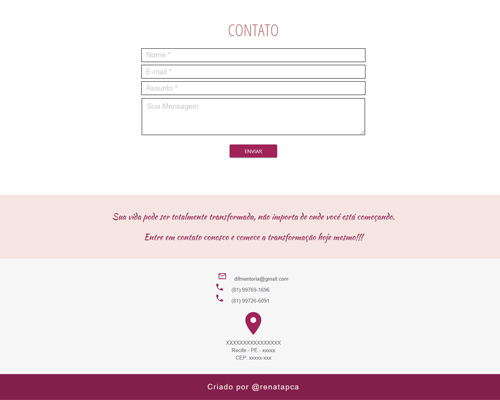 CONTATO
Nome *
E-mail *
Assunto *
Sua Mensagem
ENVIAR
Sua vida pode ser totalmente transformada, não importa de onde você está começando.
Entre em contato conosco e comece a transformação hoje mesmo!!!
dlfmentoria@gmail.com
(81) 99769-1696
(81) 99726-6091
XXXXXXXXXXXXXXXX
Recife - PE - xxxxx
CEP: xxxxx-xxx
Criado por @renatapca